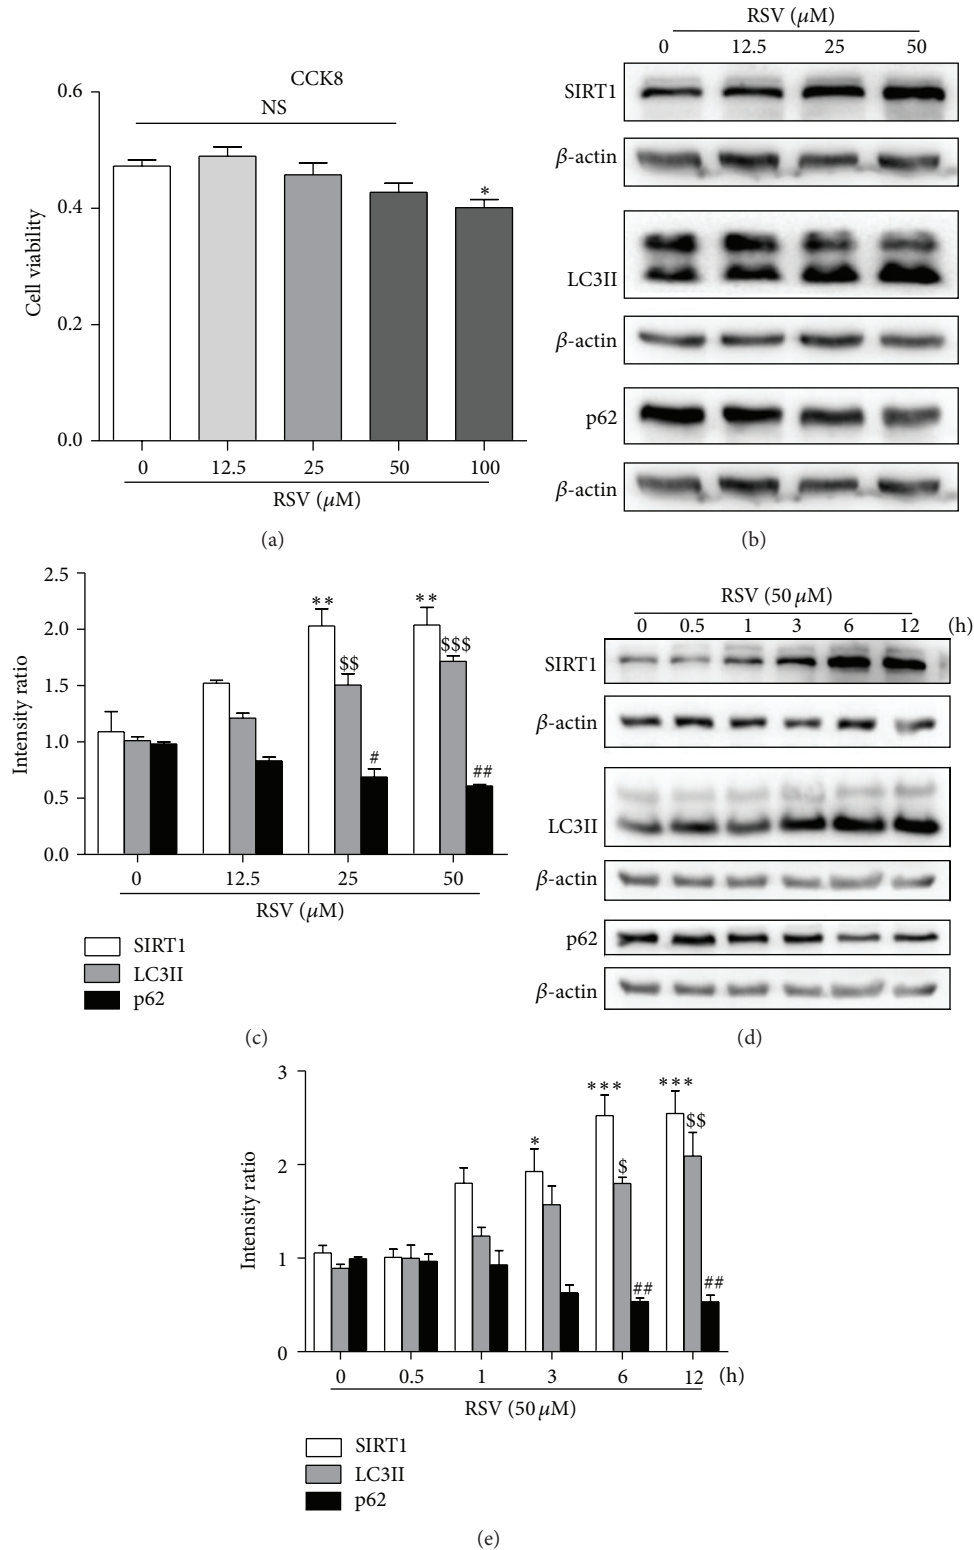 CCK8
NS
*
0.6
0.4
0.2
0.0
Cell viability
0 12.5 25 50 100
RSV (μM)
(a)
RSV (μM)
0 12.5 25 50
SIRT1
β-actin
LC3II
β-actin
p62
β-actin
(b)
2.5
2.0
1.5
1.0
0.5
0.0
Intensity ratio
** **
$$ $$$
# ##
0 12.5 25 50
RSV (μM)
SIRT1
LC3II
p62
(c)
RSV (50 μM)
0 0.5 1 3 6 12 (h)
SIRT1
β-actin
LC3II
β-actin
p62
β-actin
(d)
3
2
1
0
Intensity ratio
* *** ***
$ $$
## ##
0 0.5 1 3 6 12 (h)
RSV (50 μM)
SIRT1
LC3II
p62
(e)